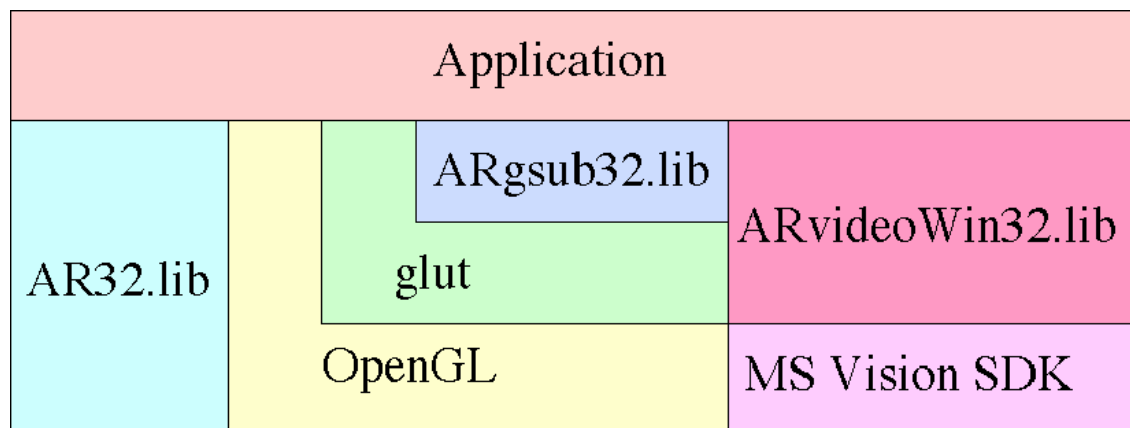 Application
ARgsub32.lib
ARvideoWin32.lib
AR32.lib
glut
OpenGL
MS Vision SDK